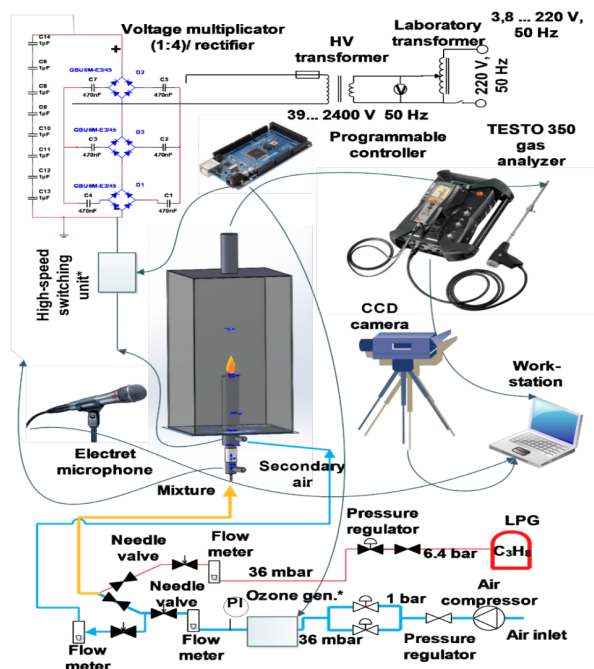 C14
1μF
C6
1μF
C8
1μF
C9
1μF
C10
1μF
C11
1μF
C12
1μF
C13
1μF
+
GBU8M-E3/45
D2
C7
470nF
C5
470nF
GBU8M-E3/45
D3
C3
470nF
C2
470nF
GBU8M-E3/45
D1
C4
470nF
C1
470nF
Voltage multiplicator
(1:4)/ rectifier
HV
transformer
Laboratory
transformer
3,8 ... 220 V,
50 Hz
220 V,
50 Hz
V
39... 2400 V 50 Hz
Programmable
controller
TESTO 350
gas
analyzer
High-speed
switching
unit*
CCD
camera
Work-
station
Electret
microphone
Secondary
air
Mixture
Needle
valve
Flow
meter
Pressure
regulator
LPG
C3H8
6.4 bar
36 mbar
Needle
valve
PI
Ozone gen.*
1 bar
Air
compressor
Flow
meter
Flow
meter
36 mbar
Pressure
regulator
Air inlet